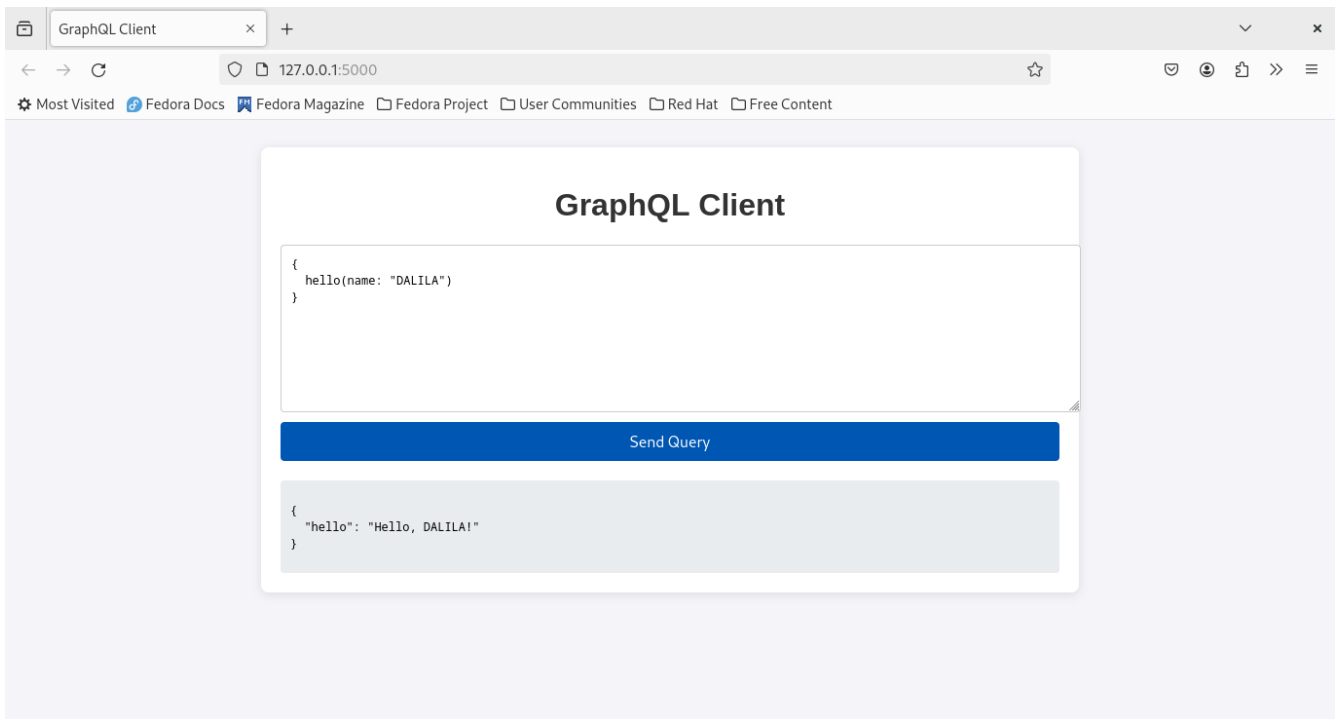 GraphQL Client
127.0.0.1:5000
Most Visited Fedora Docs Fedora Magazine Fedora Project User Communities Red Hat Free Content
GraphQL Client
{
  hello(name: "DALILA")
}
Send Query
{
  "hello": "Hello, DALILA!"
}